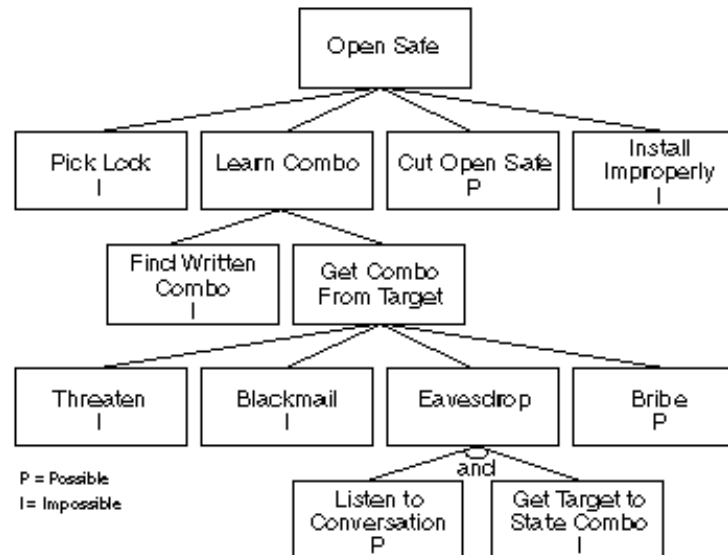 Open Safe
Pick Lock
I
Learn Combo
Cut Open Safe
P
Install
Improperly
I
Find Written
Combo
I
Get Combo
From Target
Threaten
I
Blackmail
I
Eavesdrop
Bribe
P
and
P = Possible
I = Impossible
Listen to
Conversation
P
Get Target to
State Combo
I